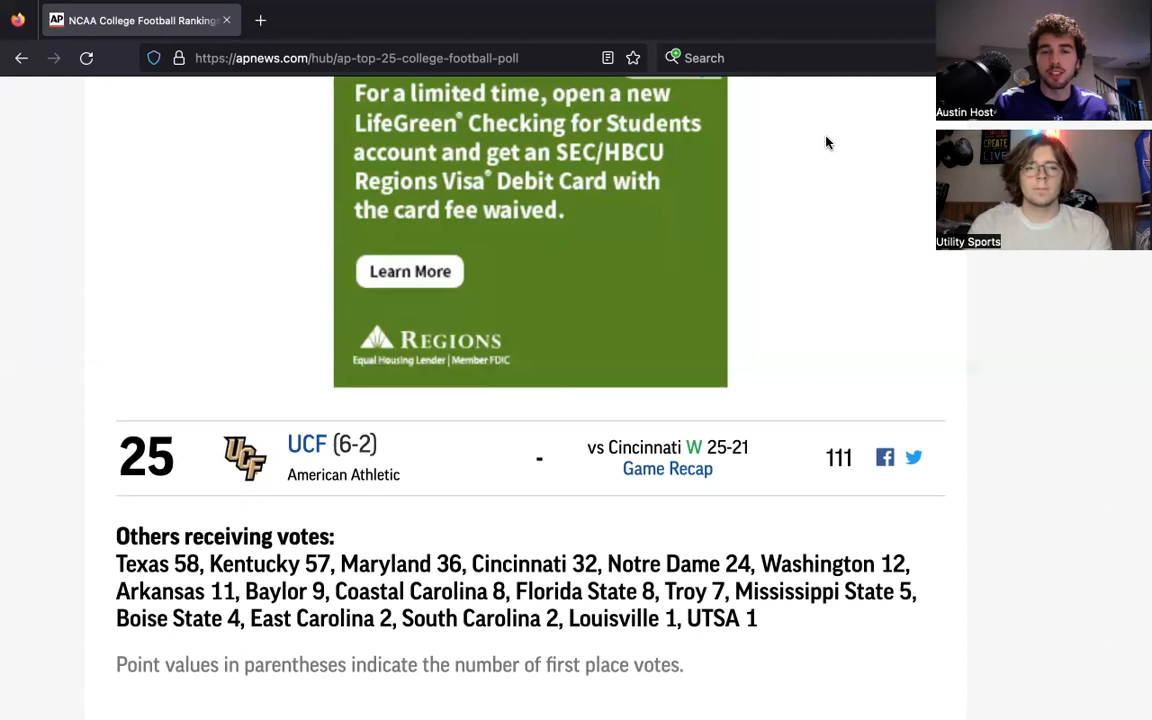 AP NCAA College Football Rankings
https://apnews.com/hub/ap-top-25-college-football-poll
Search
Austin Host
For a limited time, open a new
LifeGreen® Checking for Students
account and get an SEC/HBCU
Regions Visa® Debit Card with
the card fee waived.
Learn More
REGIONS
Equal Housing Lender | Member FDIC
CREATE
LIVE
Utility Sports
25
UCF
UCF (6-2)
American Athletic
-
vs Cincinnati W 25-21
Game Recap
111
Others receiving votes:
Texas 58, Kentucky 57, Maryland 36, Cincinnati 32, Notre Dame 24, Washington 12,
Arkansas 11, Baylor 9, Coastal Carolina 8, Florida State 8, Troy 7, Mississippi State 5,
Boise State 4, East Carolina 2, South Carolina 2, Louisville 1, UTSA 1
Point values in parentheses indicate the number of first place votes.